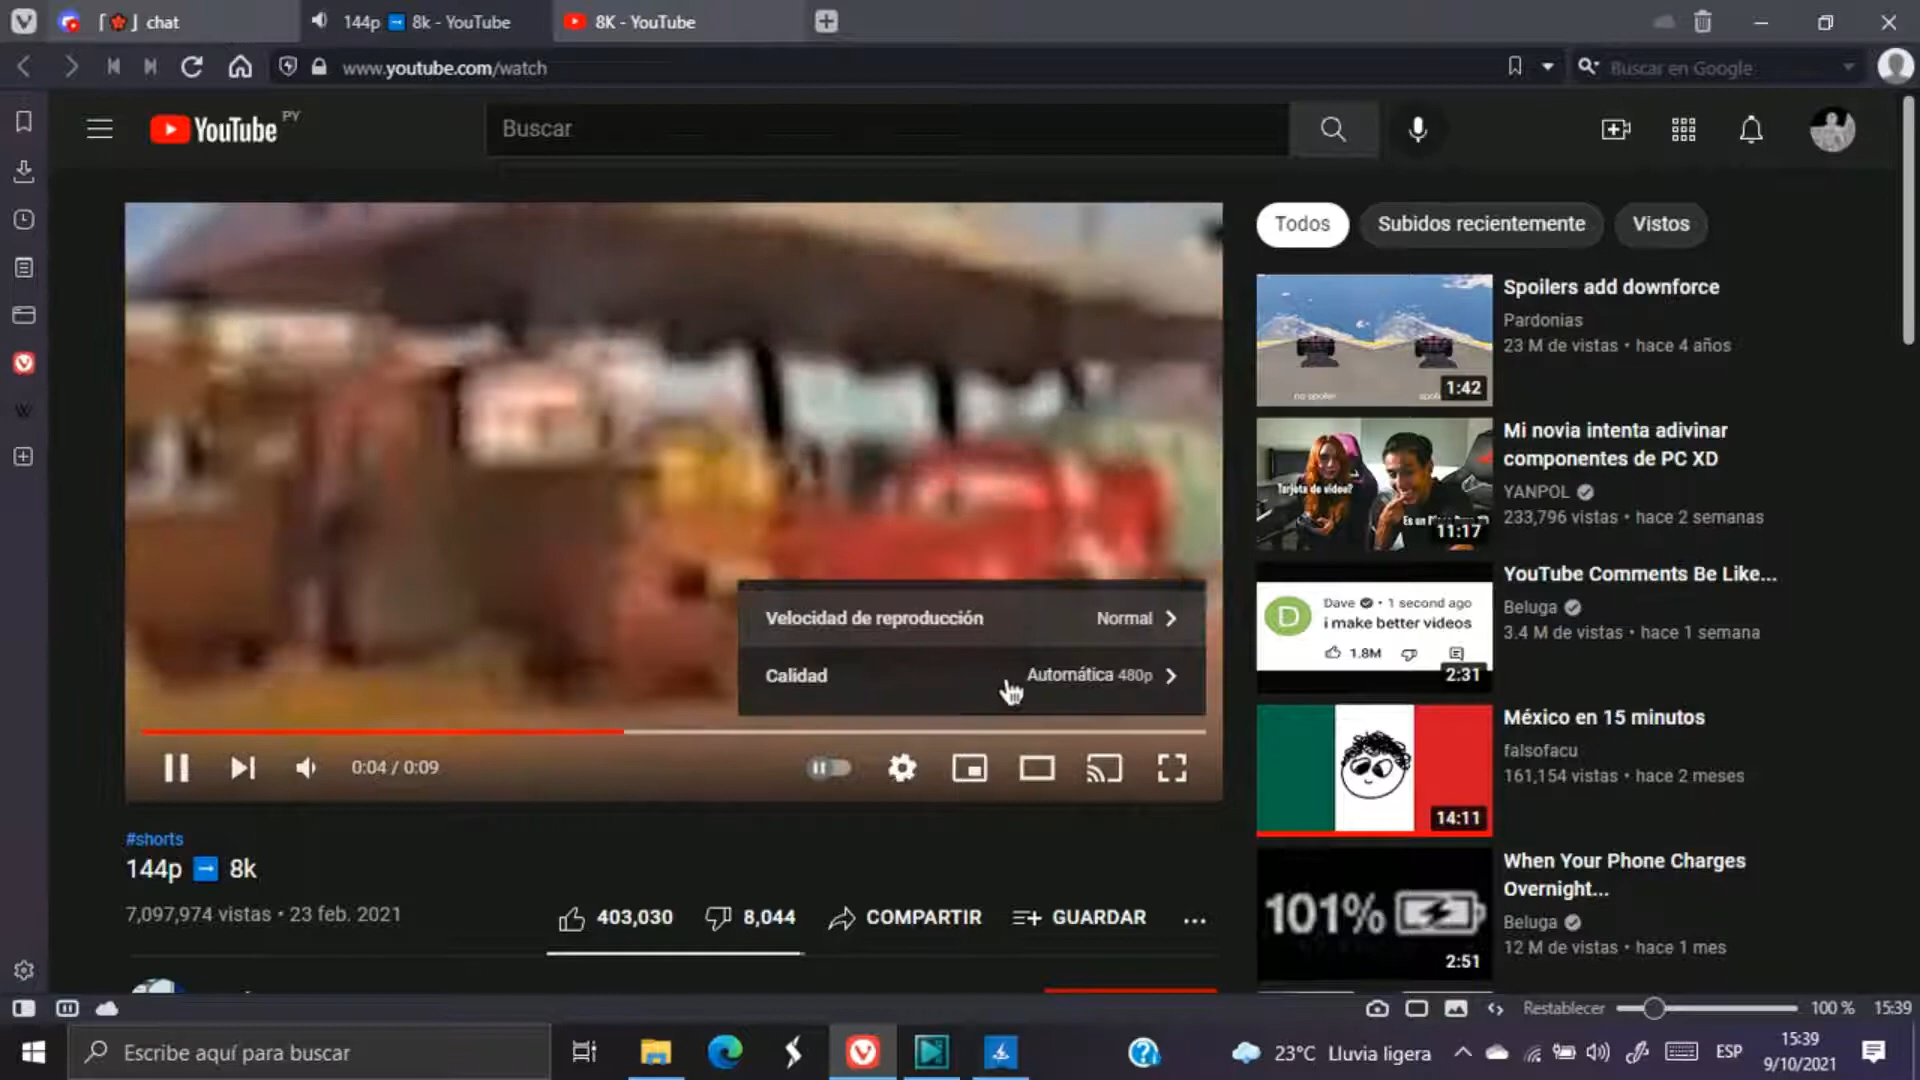 「🌺」chat
144p ➡ 8k - YouTube
8K - YouTube
www.youtube.com/watch
Buscar en Google
YouTube PY
Buscar
Todos
Subidos recientemente
Vistos
Spoilers add downforce
Pardonias
23 M de vistas • hace 4 años
no spoiler
1:42
Mi novia intenta adivinar
componentes de PC XD
YANPOL
233,796 vistas • hace 2 semanas
Tarjeta de video?
11:17
YouTube Comments Be Like...
Beluga
3.4 M de vistas • hace 1 semana
D
Dave • 1 second ago
i make better videos
1.8M
2:31
México en 15 minutos
falsofacu
161,154 vistas • hace 2 meses
14:11
When Your Phone Charges
Overnight...
Beluga
12 M de vistas • hace 1 mes
101%
2:51
Velocidad de reproducción
Normal
Calidad
Automática 480p
0:04 / 0:09
#shorts
144p ➡ 8k
7,097,974 vistas • 23 feb. 2021
403,030
8,044
COMPARTIR
GUARDAR
Restablecer
100 %
15:39
Escribe aquí para buscar
23°C Lluvia ligera
ESP
15:39
9/10/2021